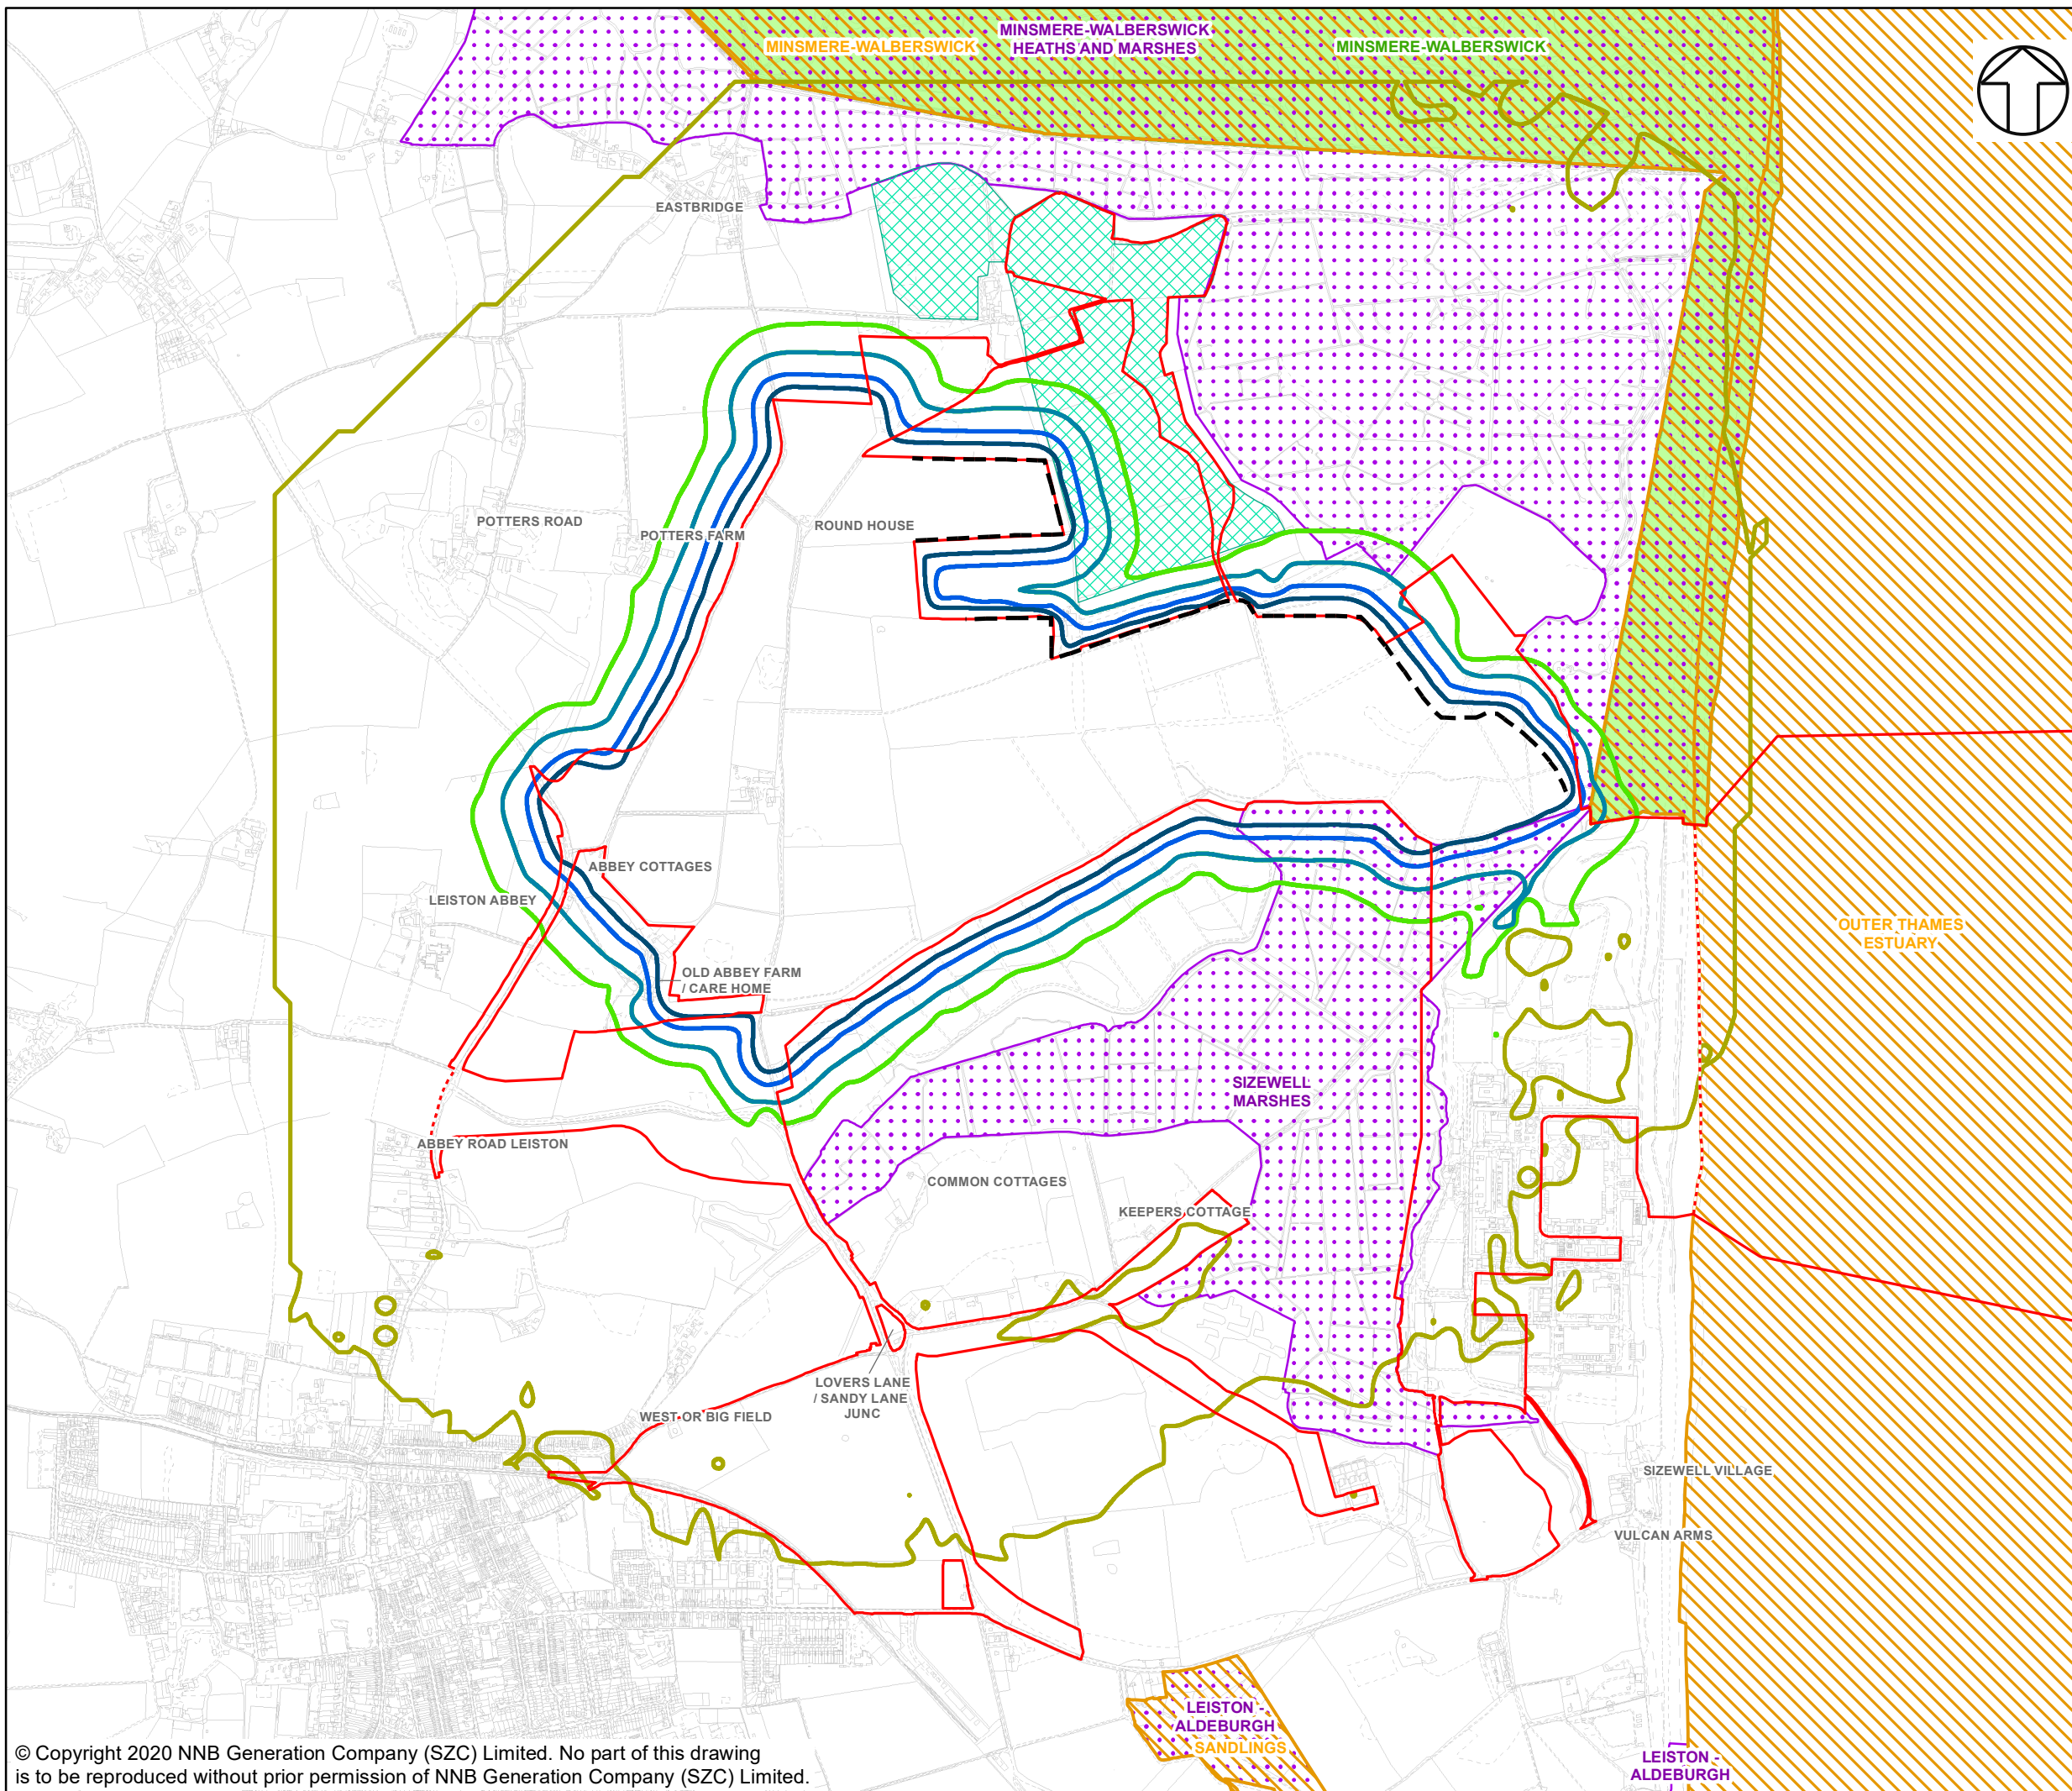 MINSMERE-WALBERSWICK
MINSMERE-WALBERSWICK
HEATHS AND MARSHES
MINSMERE-WALBERSWICK
EASTBRIDGE
POTTERS ROAD
POTTERS FARM
ROUND HOUSE
ABBEY COTTAGES
LEISTON ABBEY
OUTER THAMES
ESTUARY
OLD ABBEY FARM
/ CARE HOME
SIZEWELL
MARSHES
ABBEY ROAD LEISTON
COMMON COTTAGES
KEEPERS COTTAGE
LOVERS LANE
/ SANDY LANE
JUNC
WEST OR BIG FIELD
SIZEWELL VILLAGE
VULCAN ARMS
LEISTON -
ALDEBURGH
SANDLINGS
LEISTON -
ALDEBURGH
© Copyright 2020 NNB Generation Company (SZC) Limited. No part of this drawing
is to be reproduced without prior permission of NNB Generation Company (SZC) Limited.